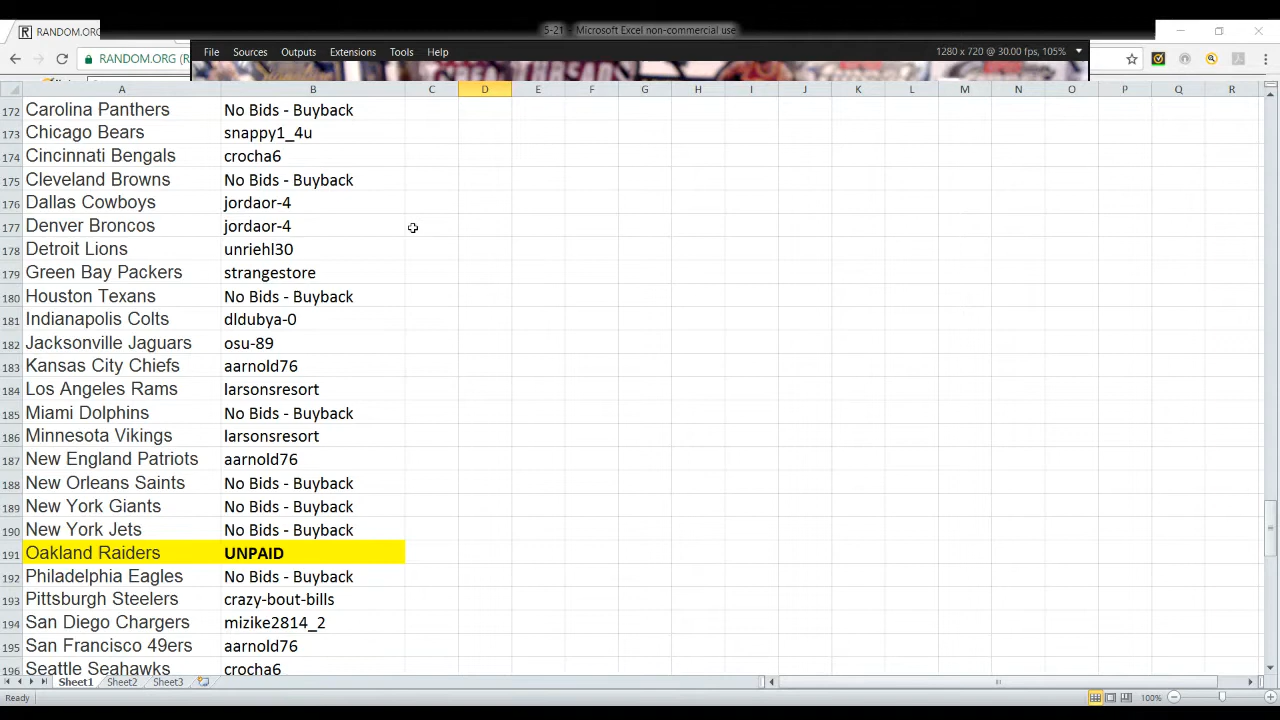 RANDOM.ORG
5-21 - Microsoft Excel non-commercial use
RANDOM.ORG (R
File Sources Outputs Extensions Tools Help
1280 x 720 @ 30.00 fps, 105%
A B C D E F G H I J K L M N O P Q R
172 Carolina Panthers No Bids - Buyback
173 Chicago Bears snappy1_4u
174 Cincinnati Bengals crocha6
175 Cleveland Browns No Bids - Buyback
176 Dallas Cowboys jordaor-4
177 Denver Broncos jordaor-4
178 Detroit Lions unriehl30
179 Green Bay Packers strangestore
180 Houston Texans No Bids - Buyback
181 Indianapolis Colts dldubya-0
182 Jacksonville Jaguars osu-89
183 Kansas City Chiefs aarnold76
184 Los Angeles Rams larsonsresort
185 Miami Dolphins No Bids - Buyback
186 Minnesota Vikings larsonsresort
187 New England Patriots aarnold76
188 New Orleans Saints No Bids - Buyback
189 New York Giants No Bids - Buyback
190 New York Jets No Bids - Buyback
191 Oakland Raiders UNPAID
192 Philadelphia Eagles No Bids - Buyback
193 Pittsburgh Steelers crazy-bout-bills
194 San Diego Chargers mizike2814_2
195 San Francisco 49ers aarnold76
196 Seattle Seahawks crocha6
Sheet1 Sheet2 Sheet3
Ready 100%